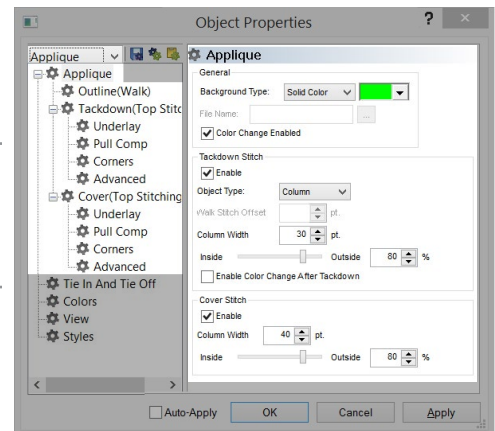 Object Properties
?
Applique
Applique
Outline(Walk)
Tackdown(Top Stitc
Underlay
Pull Comp
Corners
Advanced
Cover(Top Stitching
Underlay
Pull Comp
Corners
Advanced
Tie In And Tie Off
Colors
View
Styles
Applique
General
Background Type: Solid Color
File Name: ...
Color Change Enabled
Tackdown Stitch
Enable
Object Type: Column
Walk Stitch Offset pt.
Column Width 30 pt.
Inside Outside 80 %
Enable Color Change After Tackdown
Cover Stitch
Enable
Column Width 40 pt.
Inside Outside 80 %
Auto-Apply OK Cancel Apply